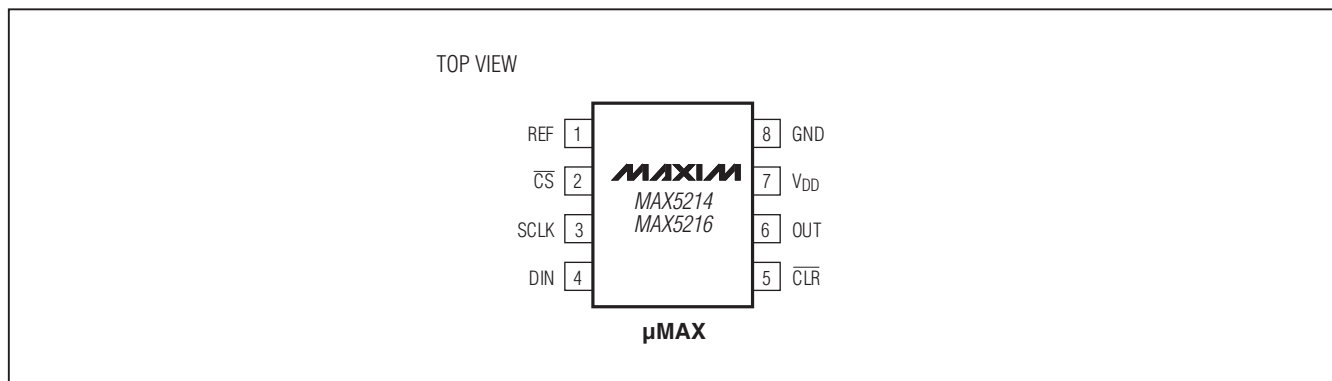 TOP VIEW
REF 1
8 GND
CS 2
MAXIM
7 VDD
MAX5214
SCLK 3
MAX5216
6 OUT
DIN 4
5 CLR
µMAX